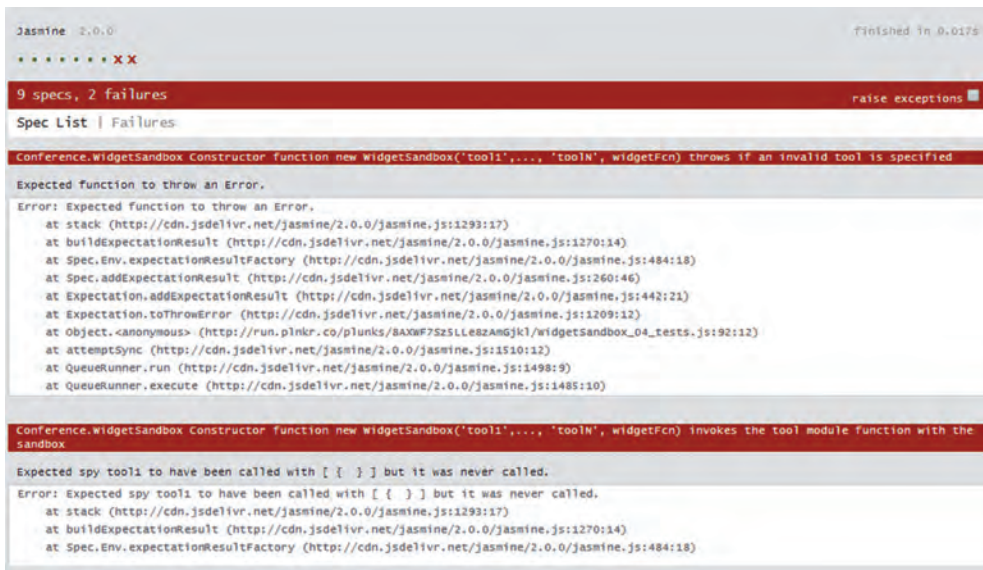 Jasmine 2.0.0 finished in 0.017s
• • • • • • • x x
9 specs, 2 failures raise exceptions
Spec List | Failures
Conference.WidgetSandbox Constructor function new WidgetSandbox('tool1',..., 'toolN', widgetFcn) throws if an invalid tool is specified
Expected function to throw an Error.
Error: Expected function to throw an Error.
at stack (http://cdn.jsdelivr.net/jasmine/2.0.0/jasmine.js:1293:17)
at buildExpectationResult (http://cdn.jsdelivr.net/jasmine/2.0.0/jasmine.js:1270:14)
at Spec.Env.expectationResultFactory (http://cdn.jsdelivr.net/jasmine/2.0.0/jasmine.js:484:18)
at Spec.addExpectationResult (http://cdn.jsdelivr.net/jasmine/2.0.0/jasmine.js:260:46)
at Expectation.addExpectationResult (http://cdn.jsdelivr.net/jasmine/2.0.0/jasmine.js:442:21)
at Expectation.toThrowError (http://cdn.jsdelivr.net/jasmine/2.0.0/jasmine.js:1209:12)
at Object.<anonymous> (http://run.plnkr.co/plunks/8AXWF7SzSLLe8zAmGjkl/WidgetSandbox_04_tests.js:92:12)
at attemptSync (http://cdn.jsdelivr.net/jasmine/2.0.0/jasmine.js:1510:12)
at QueueRunner.run (http://cdn.jsdelivr.net/jasmine/2.0.0/jasmine.js:1498:9)
at QueueRunner.execute (http://cdn.jsdelivr.net/jasmine/2.0.0/jasmine.js:1485:10)
Conference.WidgetSandbox Constructor function new WidgetSandbox('tool1',..., 'toolN', widgetFcn) invokes the tool module function with the
sandbox
Expected spy tool1 to have been called with [ { } ] but it was never called.
Error: Expected spy tool1 to have been called with [ { } ] but it was never called.
at stack (http://cdn.jsdelivr.net/jasmine/2.0.0/jasmine.js:1293:17)
at buildExpectationResult (http://cdn.jsdelivr.net/jasmine/2.0.0/jasmine.js:1270:14)
at Spec.Env.expectationResultFactory (http://cdn.jsdelivr.net/jasmine/2.0.0/jasmine.js:484:18)